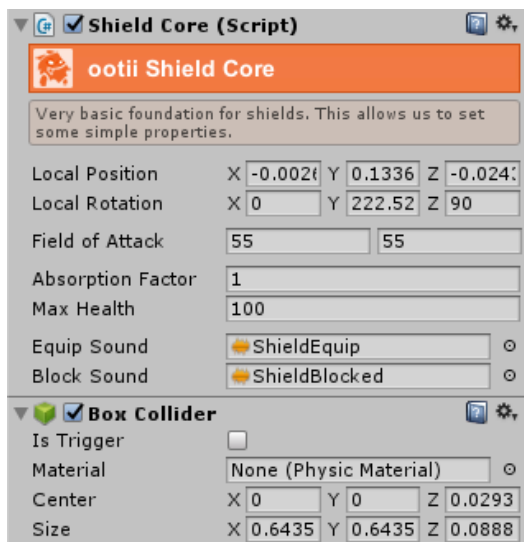 Shield Core (Script)
ootii Shield Core
Very basic foundation for shields. This allows us to set
some simple properties.
Local Position X -0.002 Y 0.1336 Z -0.024
Local Rotation X 0 Y 222.52 Z 90
Field of Attack 55 55
Absorption Factor 1
Max Health 100
Equip Sound ShieldEquip
Block Sound ShieldBlocked
Box Collider
Is Trigger
Material None (Physic Material)
Center X 0 Y 0 Z 0.0293
Size X 0.6435 Y 0.6435 Z 0.0888